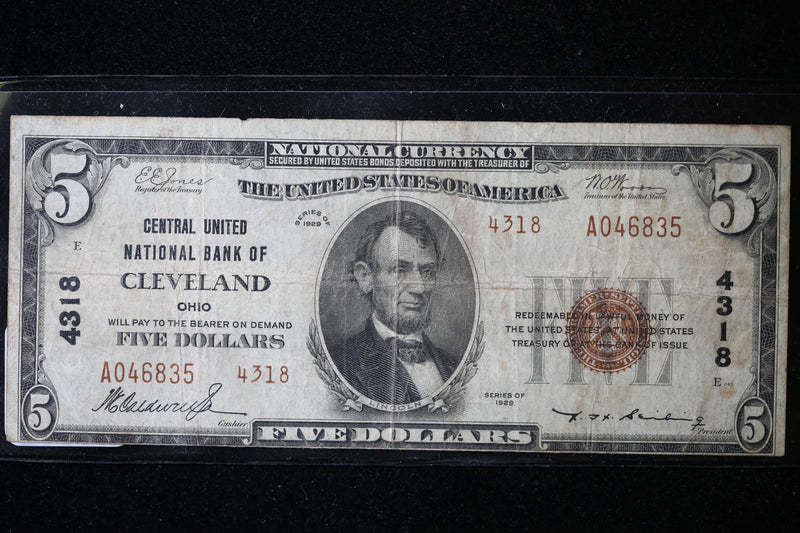 NATIONAL CURRENCY
SECURED BY UNITED STATES BONDS DEPOSITED WITH THE TREASURER OF
THE UNITED STATES OF AMERICA
5
5
E E Jones
Register of the Treasury
W.O. Woods
Treasurer of the United States
SERIES OF
1929
4318 A046835
CENTRAL UNITED
E
NATIONAL BANK OF
CLEVELAND
OHIO
WILL PAY TO THE BEARER ON DEMAND
FIVE DOLLARS
A046835 4318
4318
FIVE
REDEEMABLE IN LAWFUL MONEY OF
THE UNITED STATES AT UNITED STATES
TREASURY OR AT THE BANK OF ISSUE
4318
E
LINCOLN
SERIES OF
1929
Cashier
President
5
FIVE DOLLARS
5